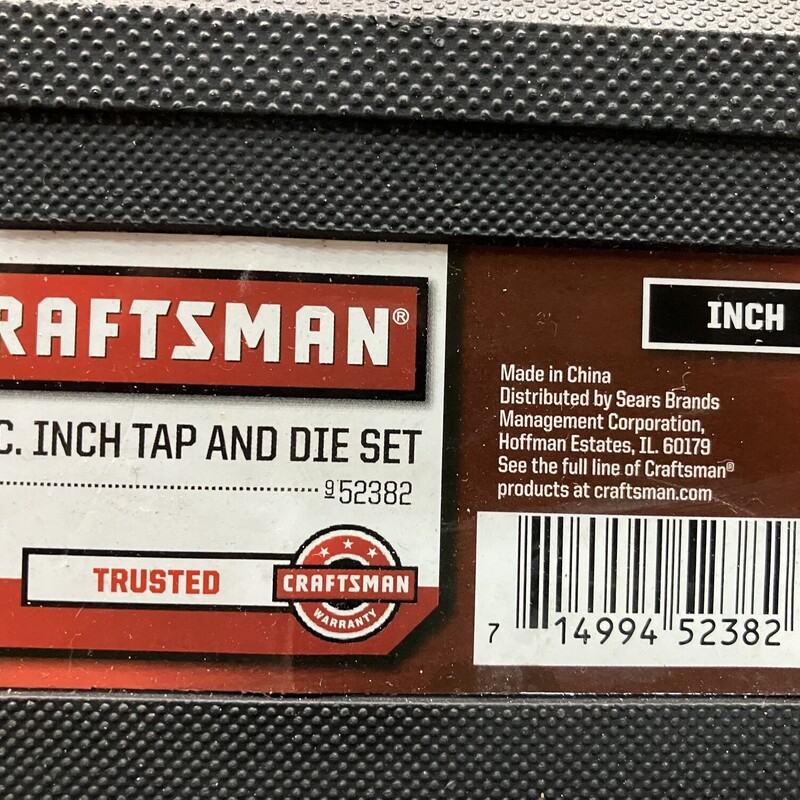 RAFTSMAN®
C. INCH TAP AND DIE SET
9 52382
TRUSTED
CRAFTSMAN
WARRANTY
INCH
Made in China
Distributed by Sears Brands
Management Corporation,
Hoffman Estates, IL. 60179
See the full line of Craftsman®
products at craftsman.com
7 14994 52382